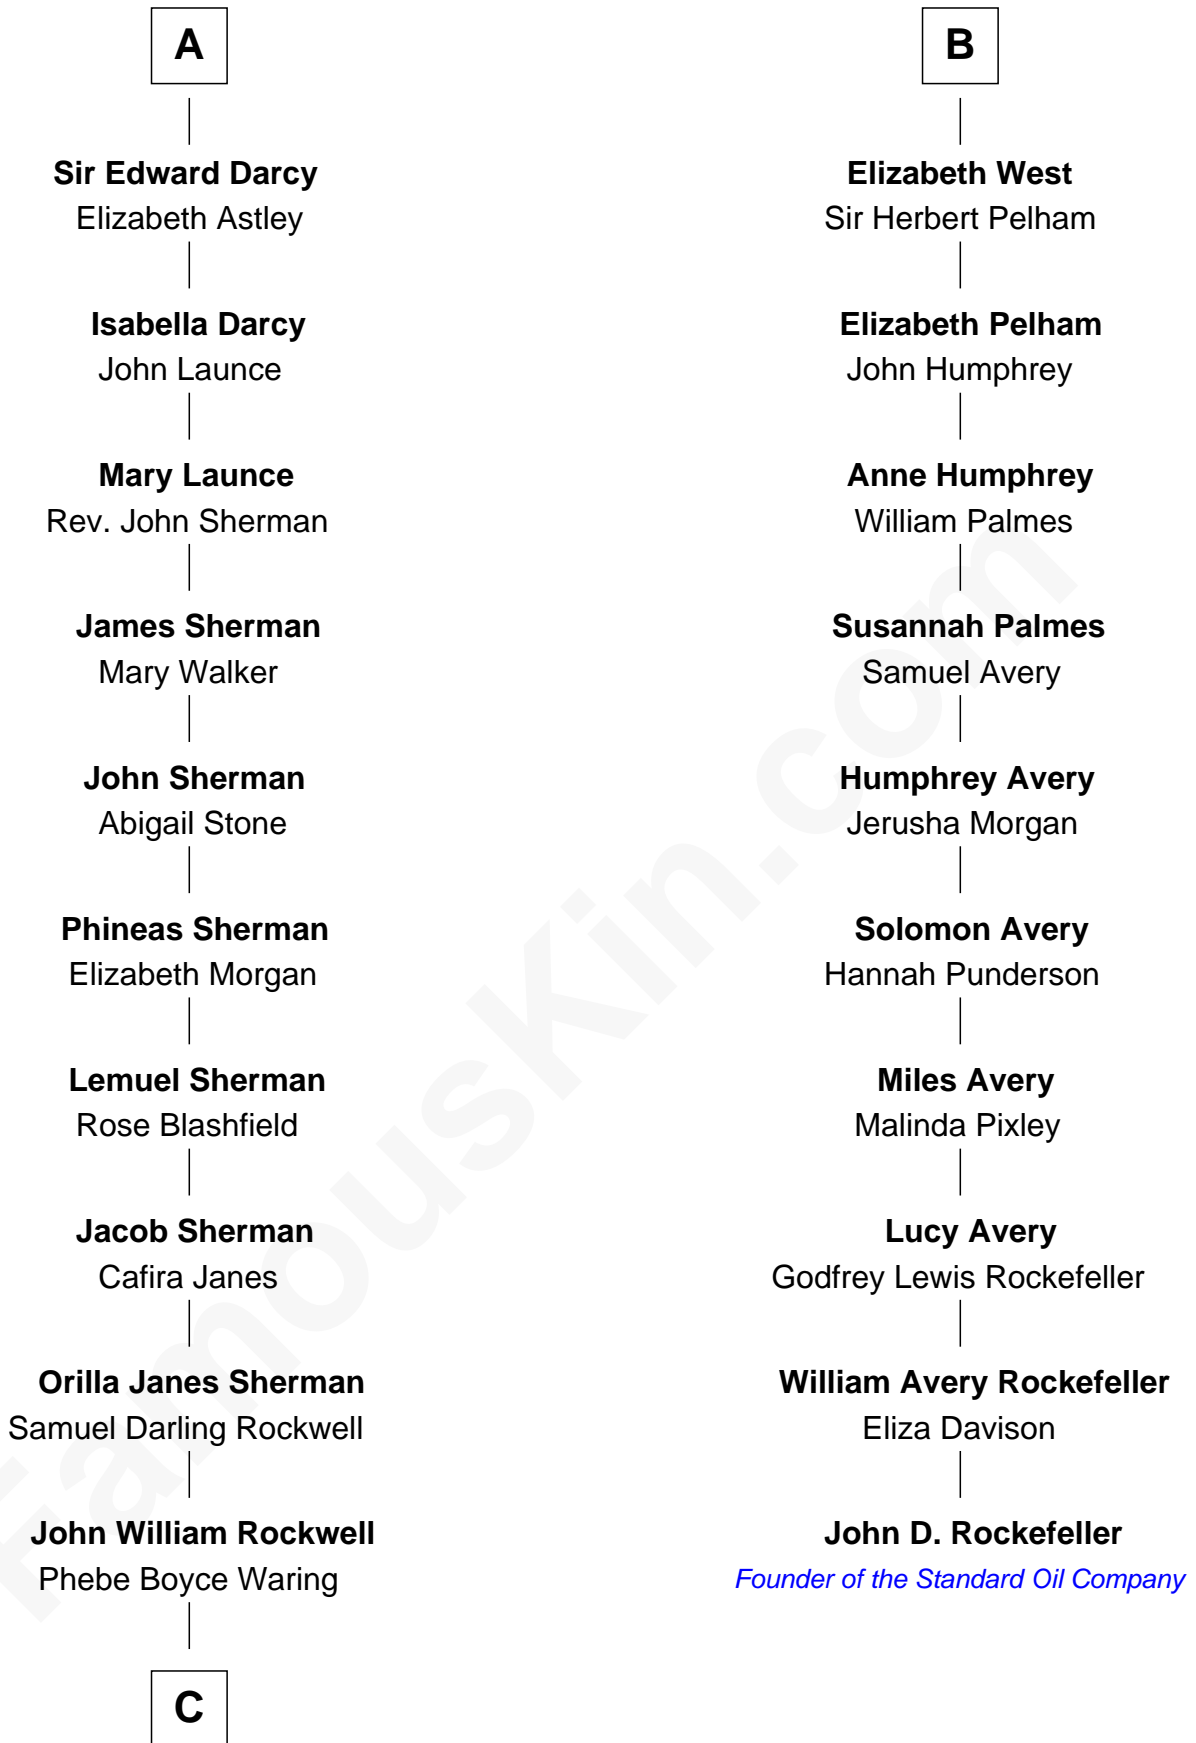 A
Sir Edward Darcy
Elizabeth Astley
Isabella Darcy
John Launce
Mary Launce
Rev. John Sherman
James Sherman
Mary Walker
John Sherman
Abigail Stone
Phineas Sherman
Elizabeth Morgan
Lemuel Sherman
Rose Blashfield
Jacob Sherman
Cafira Janes
Orilla Janes Sherman
Samuel Darling Rockwell
John William Rockwell
Phebe Boyce Waring
C
B
Elizabeth West
Sir Herbert Pelham
Elizabeth Pelham
John Humphrey
Anne Humphrey
William Palmes
Susannah Palmes
Samuel Avery
Humphrey Avery
Jerusha Morgan
Solomon Avery
Hannah Punderson
Miles Avery
Malinda Pixley
Lucy Avery
Godfrey Lewis Rockefeller
William Avery Rockefeller
Eliza Davison
John D. Rockefeller
Founder of the Standard Oil Company
FamousKin.com